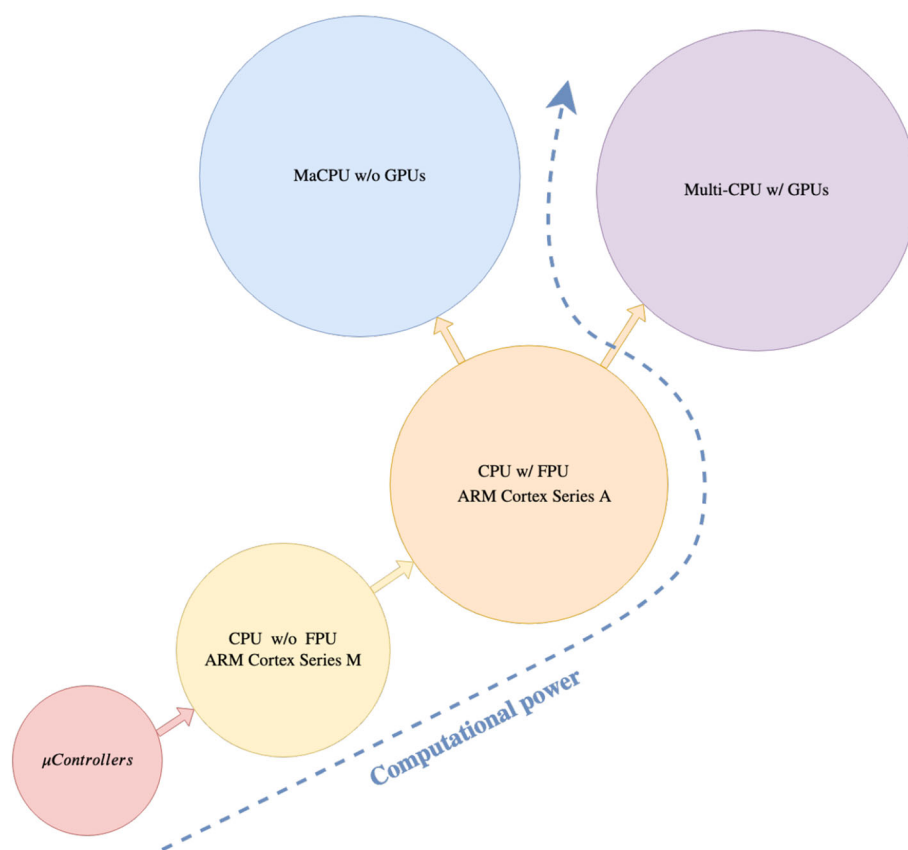 MaCPU w/o GPUs
Multi-CPU w/ GPUs
CPU w/ FPU
ARM Cortex Series A
CPU w/o FPU
ARM Cortex Series M
μControllers
Computational power